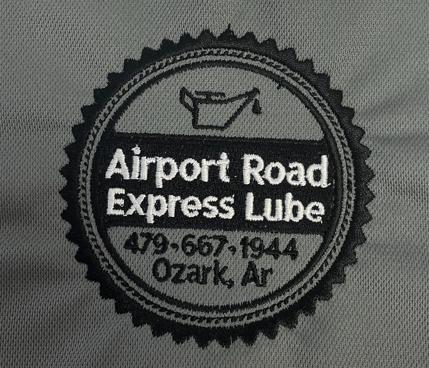 Airport Road
Express Lube
479-667-1944
Ozark, Ar